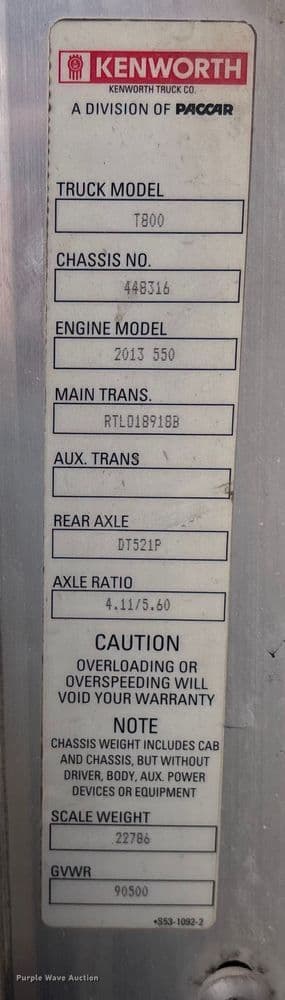 KENWORTH
KENWORTH TRUCK CO.
A DIVISION OF PACCAR
TRUCK MODEL
T800
CHASSIS NO.
448316
ENGINE MODEL
2013 550
MAIN TRANS.
RTLO18918B
AUX. TRANS
REAR AXLE
DT521P
AXLE RATIO
4.11/5.60
CAUTION
OVERLOADING OR
OVERSPEEDING WILL
VOID YOUR WARRANTY
NOTE
CHASSIS WEIGHT INCLUDES CAB
AND CHASSIS, BUT WITHOUT
DRIVER, BODY, AUX. POWER
DEVICES OR EQUIPMENT
SCALE WEIGHT
22786
GVWR
90500
•S53-1092-2
Purple Wave Auction